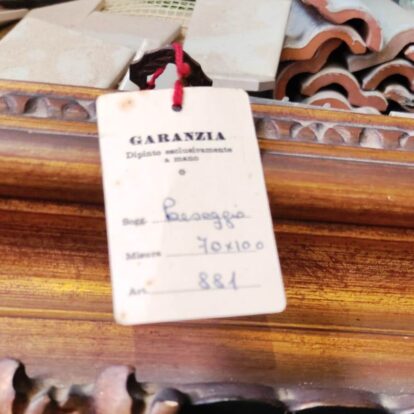 GARANZIA
Dipinto esclusivamente
a mano
Sogg. Paesaggio
Misure 70x100
Art. 881